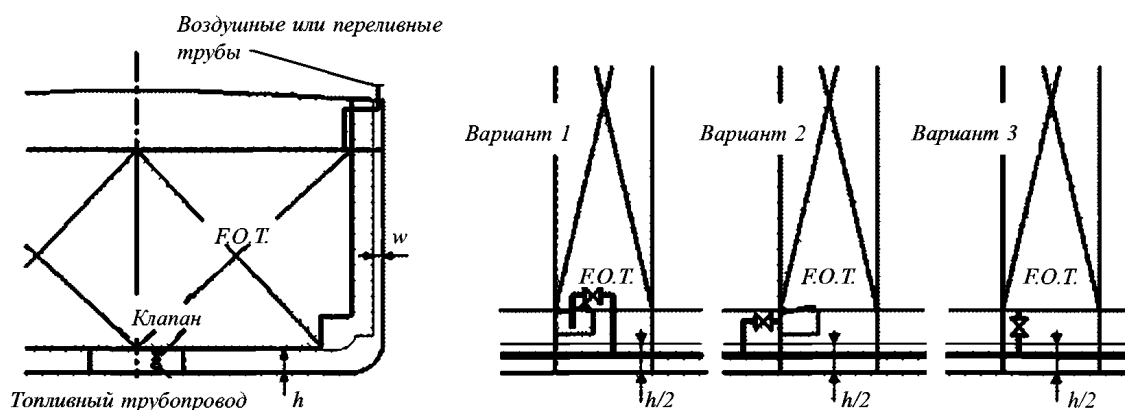 Воздушные или переливные
трубы
F.O.T.
w
Клапан
Топливный трубопровод
h
Вариант 1
F.O.T.
h/2
Вариант 2
F.O.T.
h/2
Вариант 3
F.O.T.
h/2